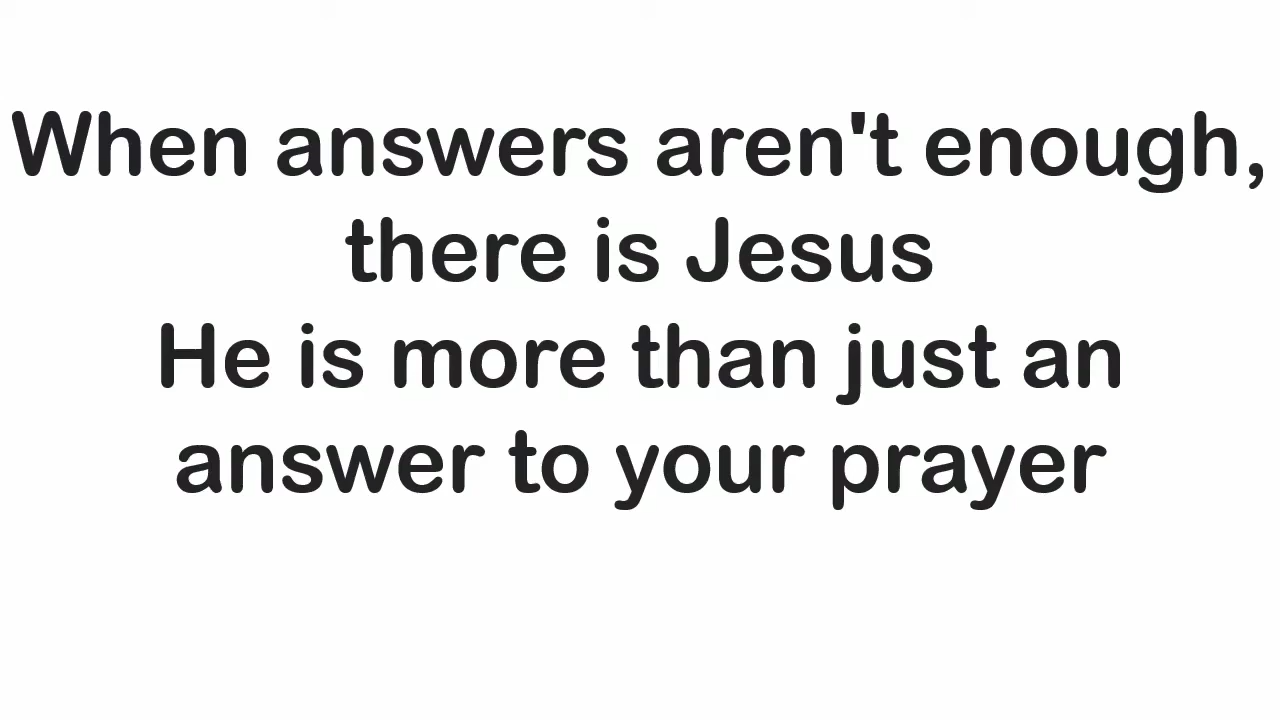 When answers aren't enough,
there is Jesus
He is more than just an
answer to your prayer